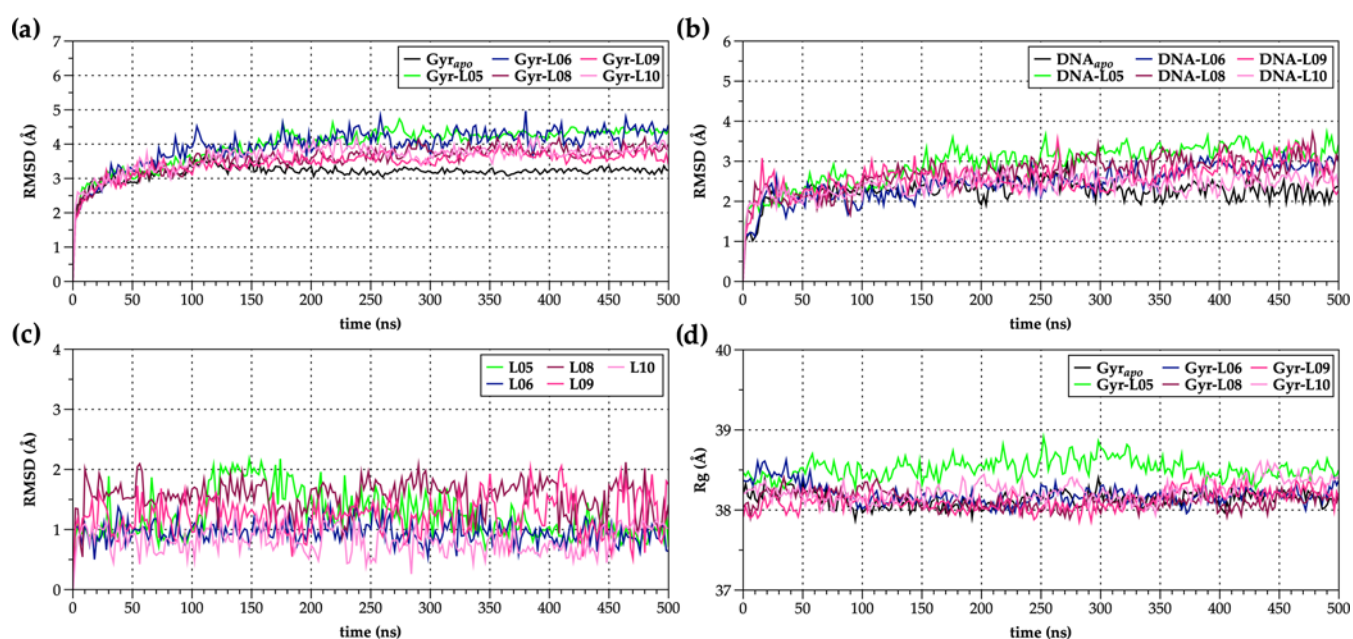 (a)
7
6
5
4
3
2
1
0
RMSD (Å)
Gyrapo Gyr-L06 Gyr-L09
Gyr-L05 Gyr-L08 Gyr-L10
0 50 100 150 200 250 300 350 400 450 500
time (ns)
(b)
6
5
4
3
2
1
0
RMSD (Å)
DNAapo DNA-L06 DNA-L09
DNA-L05 DNA-L08 DNA-L10
0 50 100 150 200 250 300 350 400 450 500
time (ns)
(c)
4
3
2
1
0
RMSD (Å)
L05 L08 L10
L06 L09
0 50 100 150 200 250 300 350 400 450 500
time (ns)
(d)
40
39
38
37
Rg (Å)
Gyrapo Gyr-L06 Gyr-L09
Gyr-L05 Gyr-L08 Gyr-L10
0 50 100 150 200 250 300 350 400 450 500
time (ns)